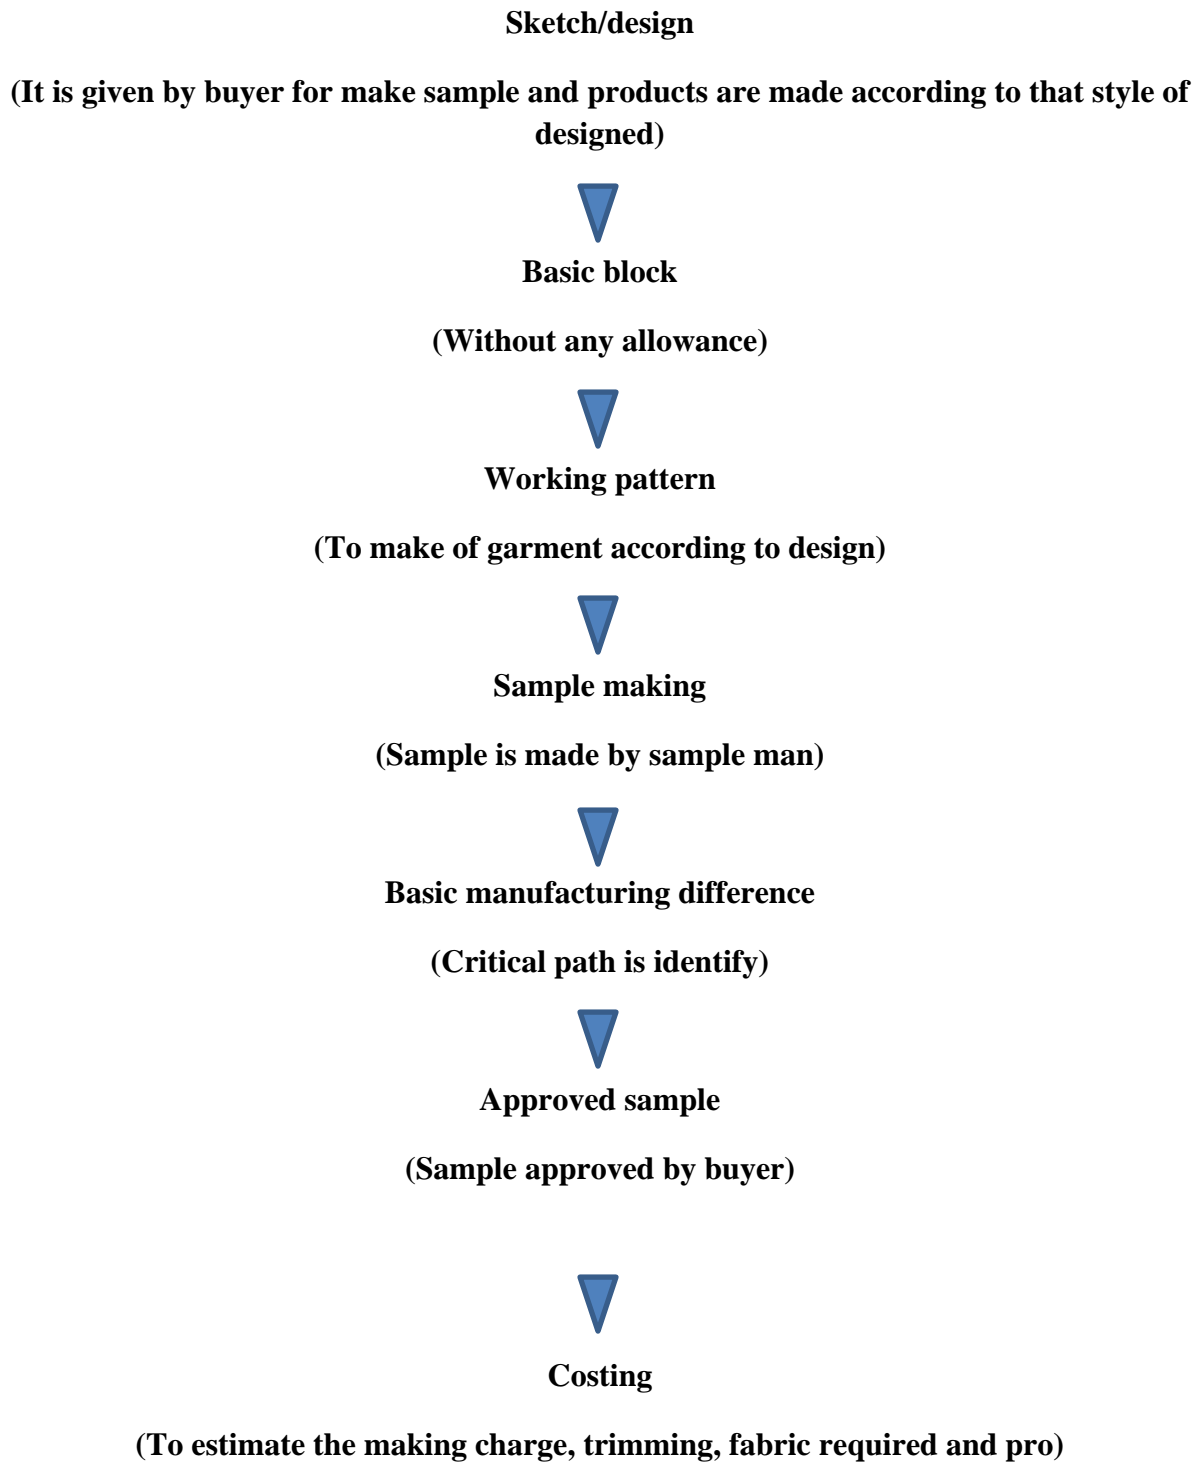 Sketch/design
(It is given by buyer for make sample and products are made according to that style of
designed)
Basic block
(Without any allowance)
Working pattern
(To make of garment according to design)
Sample making
(Sample is made by sample man)
Basic manufacturing difference
(Critical path is identify)
Approved sample
(Sample approved by buyer)
Costing
(To estimate the making charge, trimming, fabric required and pro)